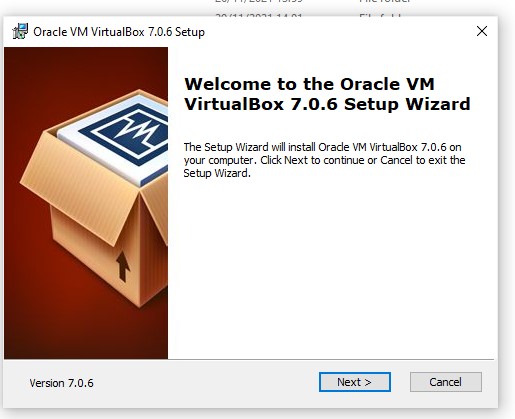 Oracle VM VirtualBox 7.0.6 Setup
Welcome to the Oracle VM
VirtualBox 7.0.6 Setup Wizard
The Setup Wizard will install Oracle VM VirtualBox 7.0.6 on
your computer. Click Next to continue or Cancel to exit the
Setup Wizard.
Version 7.0.6
Next >
Cancel